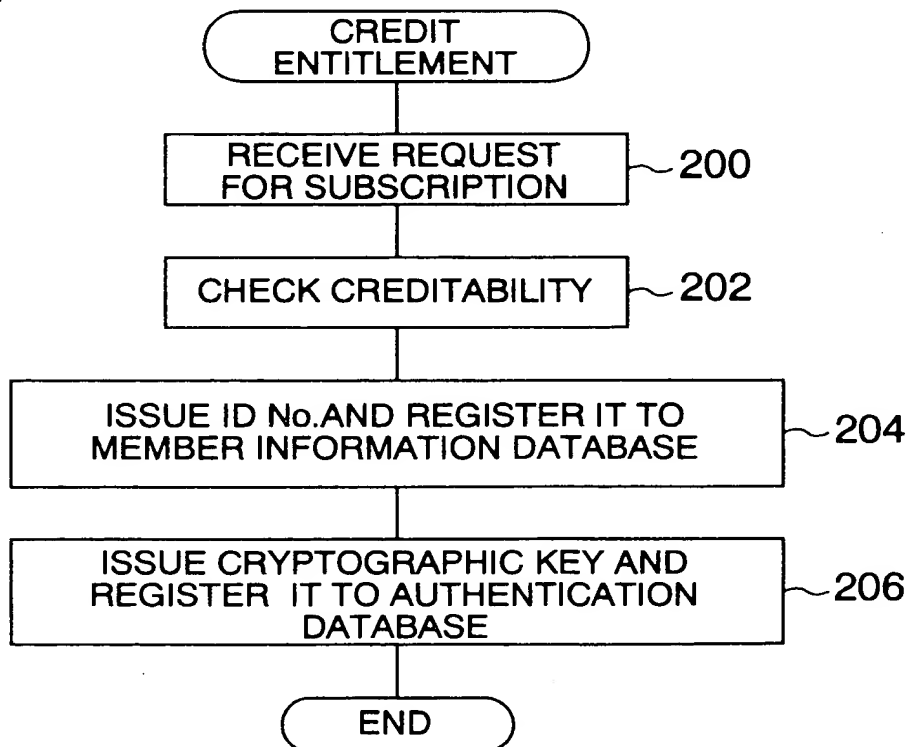 CREDIT
ENTITLEMENT
RECEIVE REQUEST
FOR SUBSCRIPTION
200
CHECK CREDITABILITY
202
ISSUE ID No.AND REGISTER IT TO
MEMBER INFORMATION DATABASE
204
ISSUE CRYPTOGRAPHIC KEY AND
REGISTER IT TO AUTHENTICATION
DATABASE
206
END